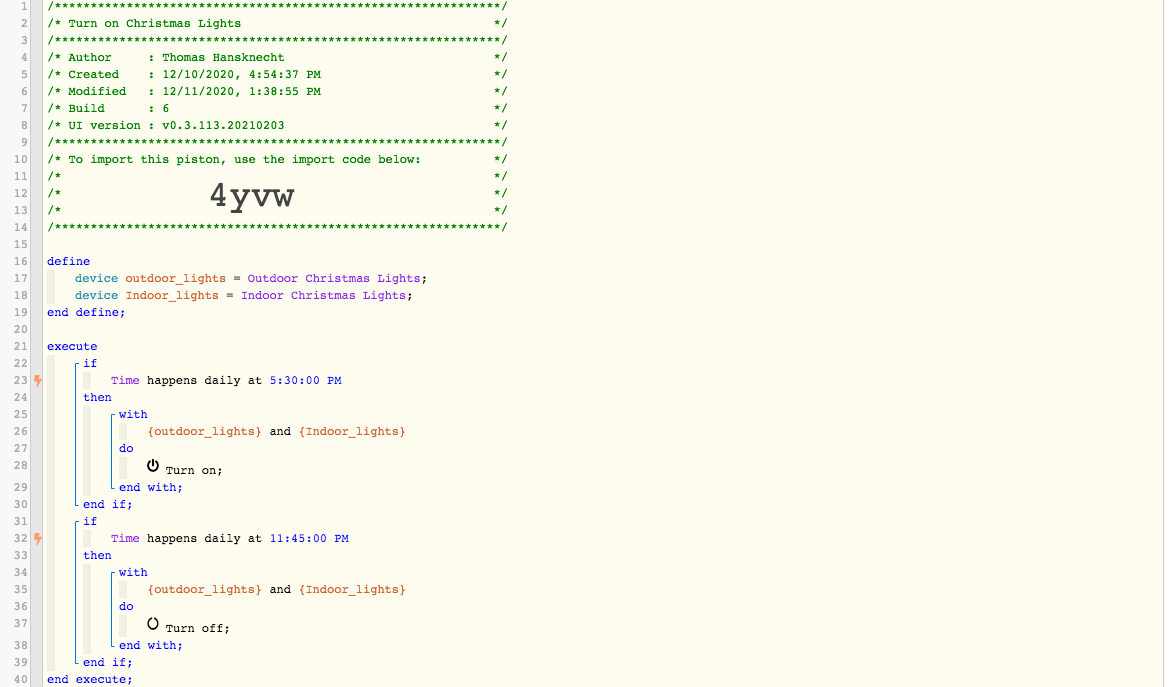 1 /**************************************************************/
2 /* Turn on Christmas Lights */
3 /**************************************************************/
4 /* Author : Thomas Hansknecht */
5 /* Created : 12/10/2020, 4:54:37 PM */
6 /* Modified : 12/11/2020, 1:38:55 PM */
7 /* Build : 6 */
8 /* UI version : v0.3.113.20210203 */
9 /**************************************************************/
10 /* To import this piston, use the import code below: */
11 /* */
12 /* 4yvw */
13 /* */
14 /**************************************************************/
15
16 define
17 device outdoor_lights = Outdoor Christmas Lights;
18 device Indoor_lights = Indoor Christmas Lights;
19 end define;
20
21 execute
22 if
23 Time happens daily at 5:30:00 PM
24 then
25 with
26 {outdoor_lights} and {Indoor_lights}
27 do
28 Turn on;
29 end with;
30 end if;
31 if
32 Time happens daily at 11:45:00 PM
33 then
34 with
35 {outdoor_lights} and {Indoor_lights}
36 do
37 Turn off;
38 end with;
39 end if;
40 end execute;